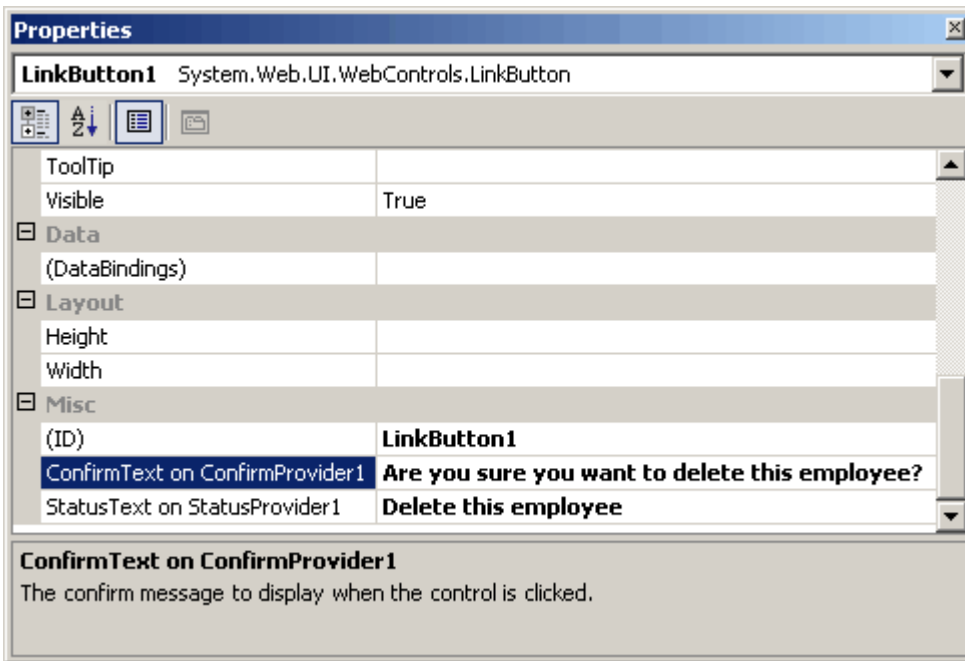 Properties
LinkButton1 System.Web.UI.WebControls.LinkButton
ToolTip
Visible True
Data
(DataBindings)
Layout
Height
Width
Misc
(ID) LinkButton1
ConfirmText on ConfirmProvider1 Are you sure you want to delete this employee?
StatusText on StatusProvider1 Delete this employee
ConfirmText on ConfirmProvider1
The confirm message to display when the control is clicked.